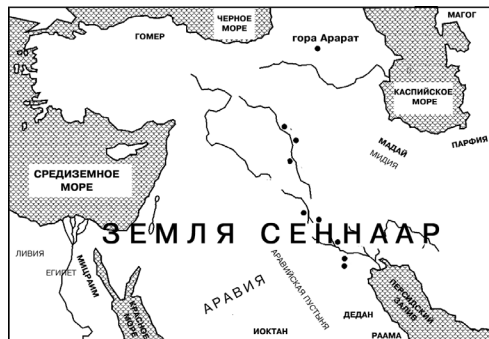 МАГОГ
ЧЕРНОЕ
МОРЕ
ГОМЕР
гора Арарат
КАСПИЙСКОЕ
МОРЕ
МАДАЙ
МИДИЯ
ПАРФИЯ
СРЕДИЗЕМНОЕ
МОРЕ
ЗЕМЛЯ СЕННААР
ЛИВИЯ
ЕГИПЕТ
МИЦРАИМ
АРАВИЯ
АРАВИЙСКАЯ ПУСТЫНЯ
ПЕРСИДСКИЙ
ЗАЛИВ
КРАСНОЕ
МОРЕ
ДЕДАН
ИОКТАН
РААМА